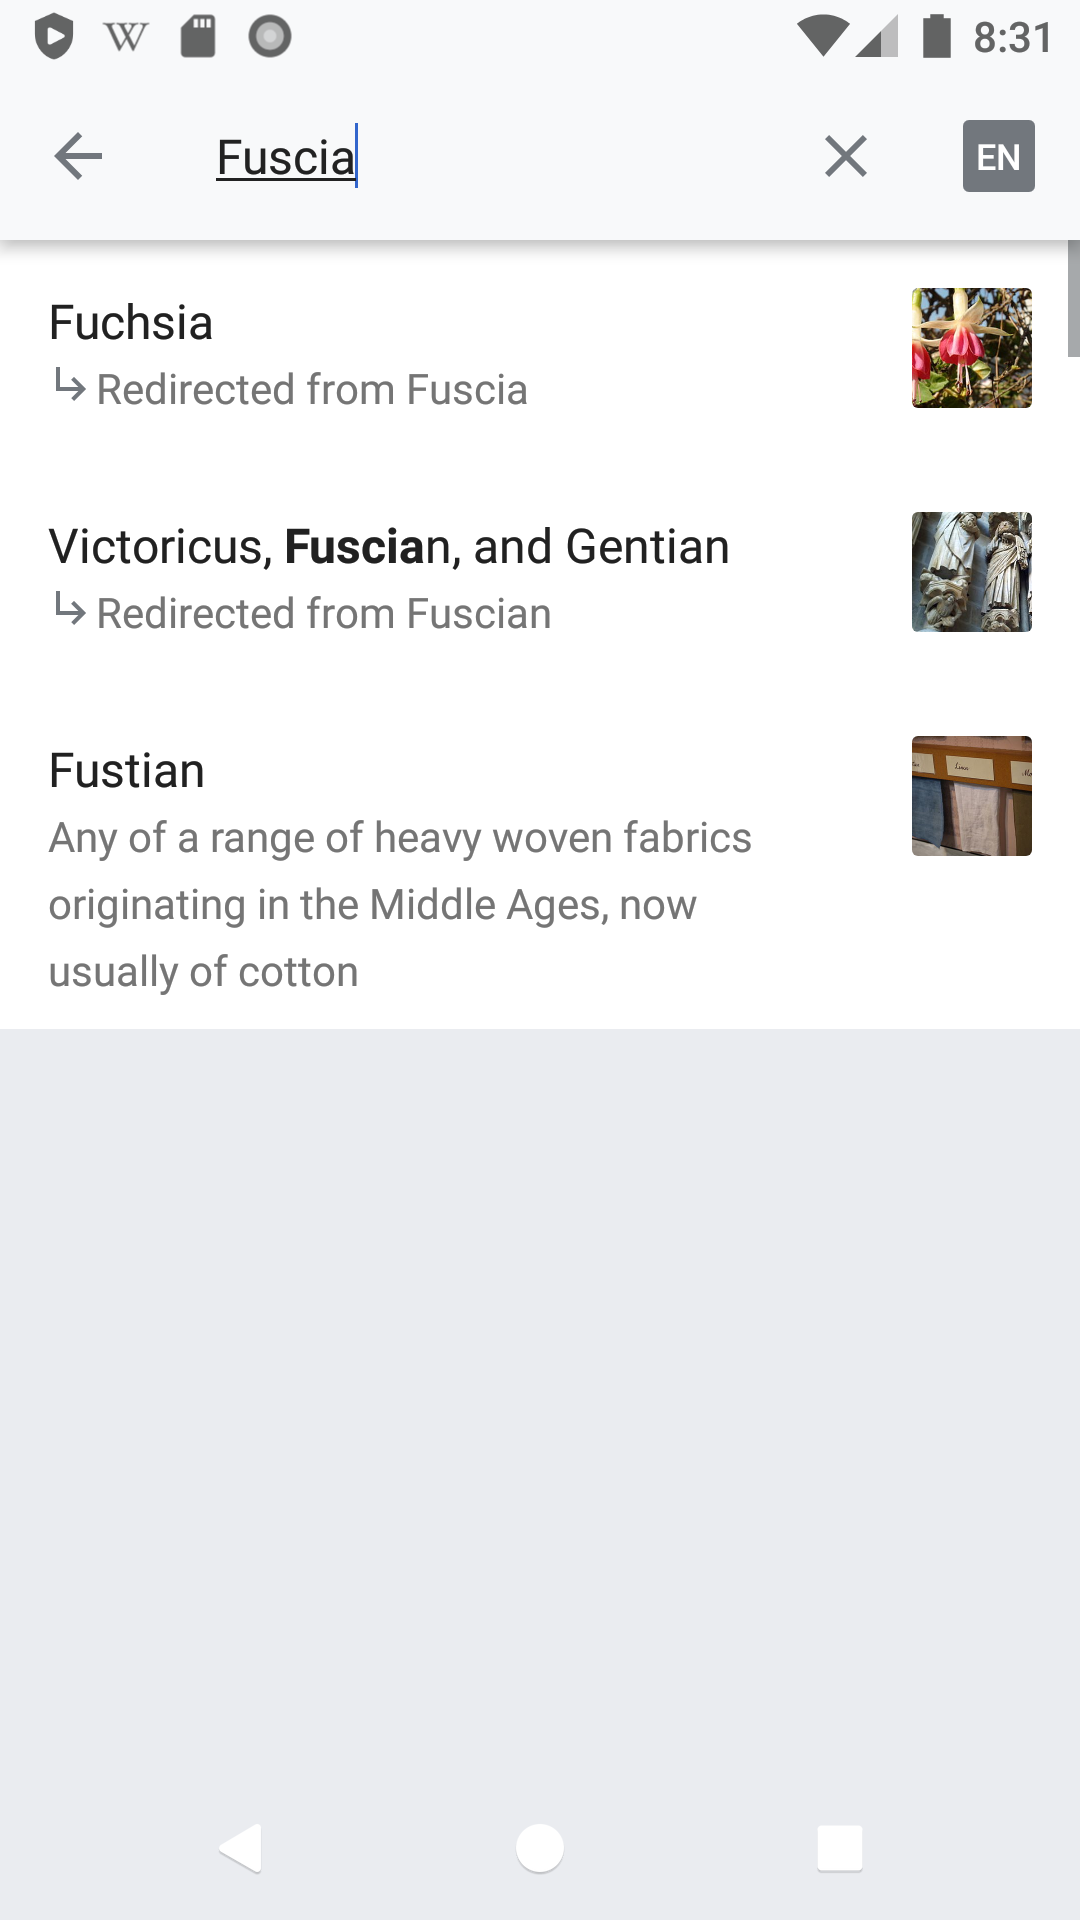 8:31
Fuscia
EN
Fuchsia
Redirected from Fuscia
Victoricus, Fuscian, and Gentian
Redirected from Fuscian
Fustian
Any of a range of heavy woven fabrics
originating in the Middle Ages, now
usually of cotton